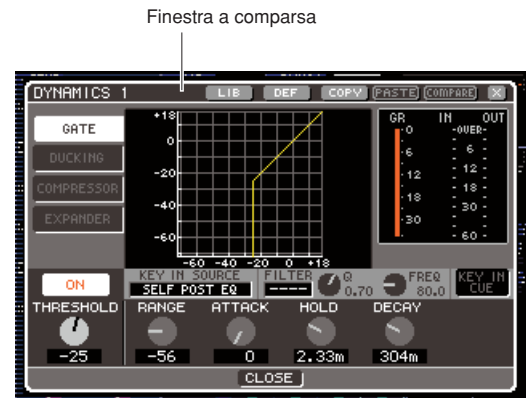 Finestra a comparsa
DYNAMICS 1 LIB DEF COPY PASTE COMPARE X
GATE
DUCKING
COMPRESSOR
EXPANDER
+18
0
-20
-40
-60
-60 -40 -20 0 +18
GR IN OUT
0 -OVER-
6 6
12 12
18 18
30 30
60
ON
KEY IN SOURCE
SELF POST EQ
FILTER
-----
Q
0.70
FREQ
80.0
KEY IN
CUE
THRESHOLD RANGE ATTACK HOLD DECAY
-25 -56 0 2.33m 304m
CLOSE